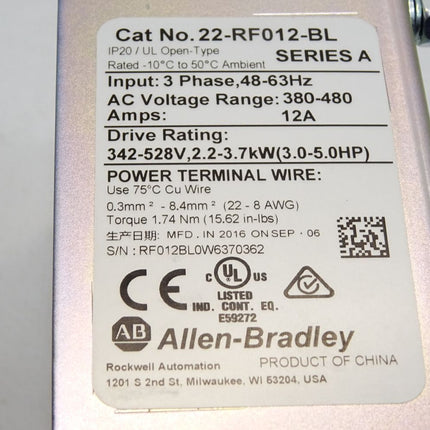 Cat No. 22-RF012-BL
IP20 / UL Open-Type
SERIES A
Rated -10°C to 50°C Ambient
Input: 3 Phase,48-63Hz
AC Voltage Range: 380-480
Amps: 12A
Drive Rating:
342-528V,2.2-3.7kW(3.0-5.0HP)
POWER TERMINAL WIRE:
Use 75°C Cu Wire
0.3mm² - 8.4mm² (22 - 8 AWG)
Torque 1.74 Nm (15.62 in-lbs)
生产日期: MFD. IN 2016 ON SEP · 06
S/N : RF012BL0W6370362
CE
c UL us
LISTED
IND. CONT. EQ.
E59272
AB Allen-Bradley
Rockwell Automation
PRODUCT OF CHINA
1201 S 2nd St, Milwaukee, WI 53204, USA